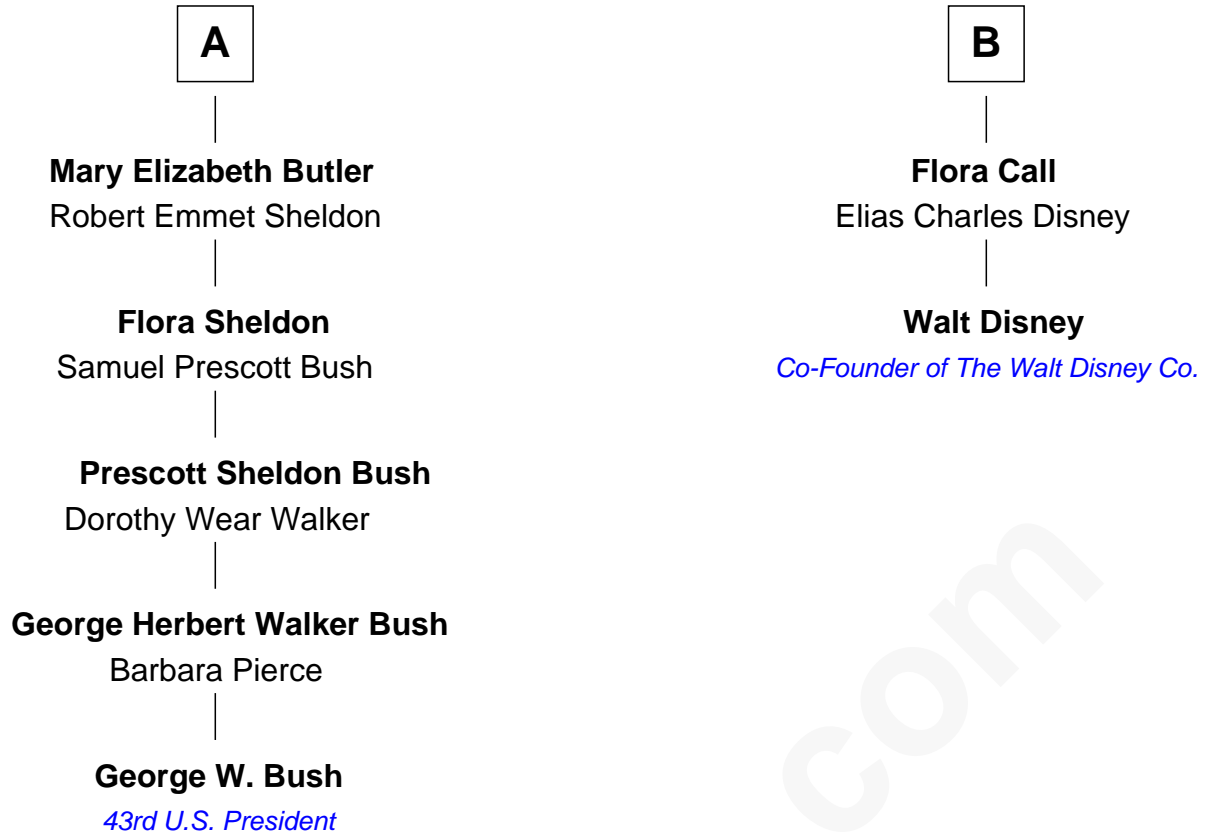 A
Mary Elizabeth Butler
Robert Emmet Sheldon
Flora Sheldon
Samuel Prescott Bush
Prescott Sheldon Bush
Dorothy Wear Walker
George Herbert Walker Bush
Barbara Pierce
George W. Bush
43rd U.S. President
B
Flora Call
Elias Charles Disney
Walt Disney
Co-Founder of The Walt Disney Co.
com